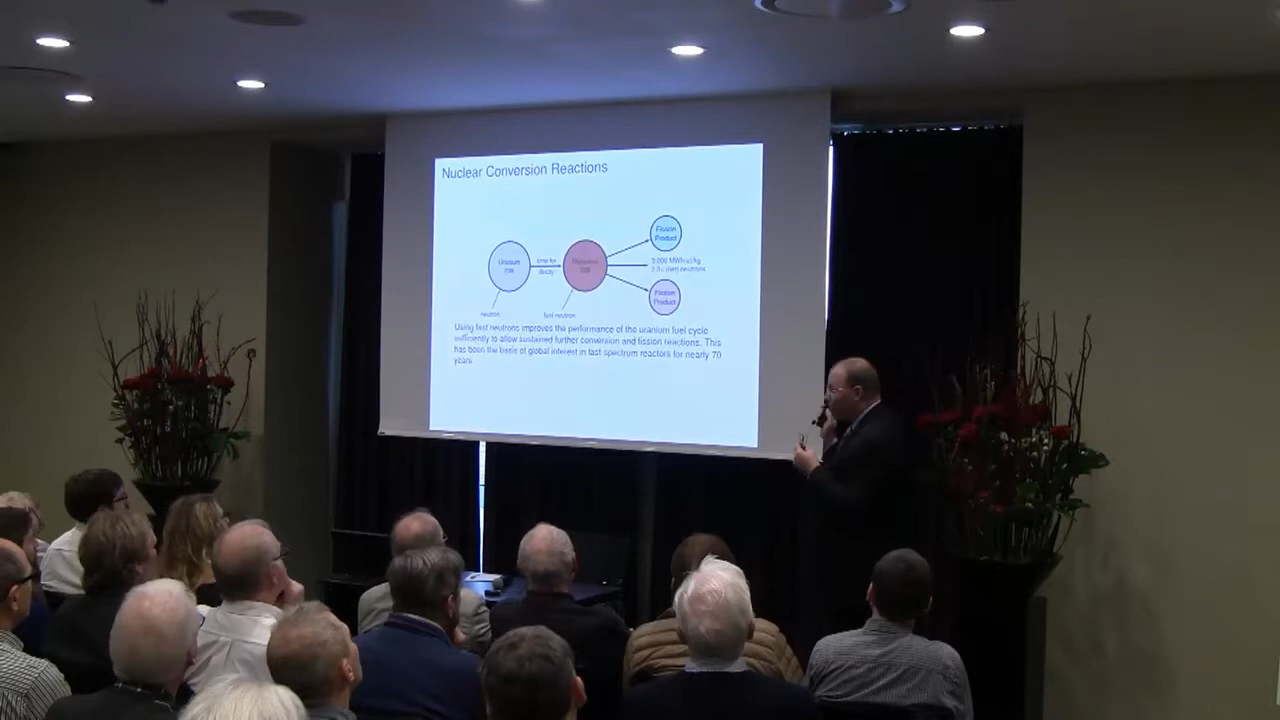 Nuclear Conversion Reactions
Fission
Product
Uranium
time for
decay
neutron
fast neutron
Fission
Product
Using fast neutrons improves the performance of the uranium fuel cycle
sufficiently to allow sustained further conversion and fission reactions. This
has been the basis of global interest in fast spectrum reactors for nearly 70
years